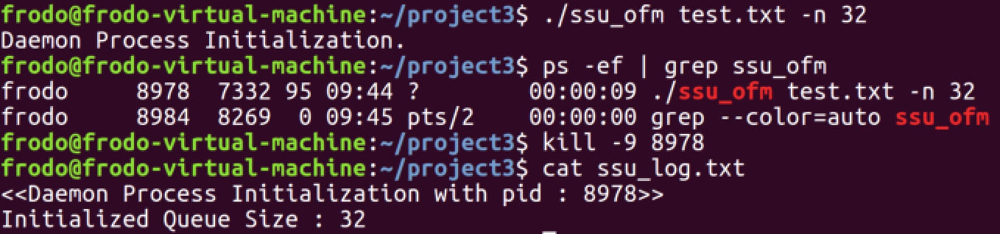 frodo@frodo-virtual-machine:~/project3$ ./ssu_ofm test.txt -n 32
Daemon Process Initialization.
frodo@frodo-virtual-machine:~/project3$ ps -ef | grep ssu_ofm
frodo     8978  7332 95 09:44 ?        00:00:09 ./ssu_ofm test.txt -n 32
frodo     8984  8269  0 09:45 pts/2    00:00:00 grep --color=auto ssu_ofm
frodo@frodo-virtual-machine:~/project3$ kill -9 8978
frodo@frodo-virtual-machine:~/project3$ cat ssu_log.txt
<<Daemon Process Initialization with pid : 8978>>
Initialized Queue Size : 32